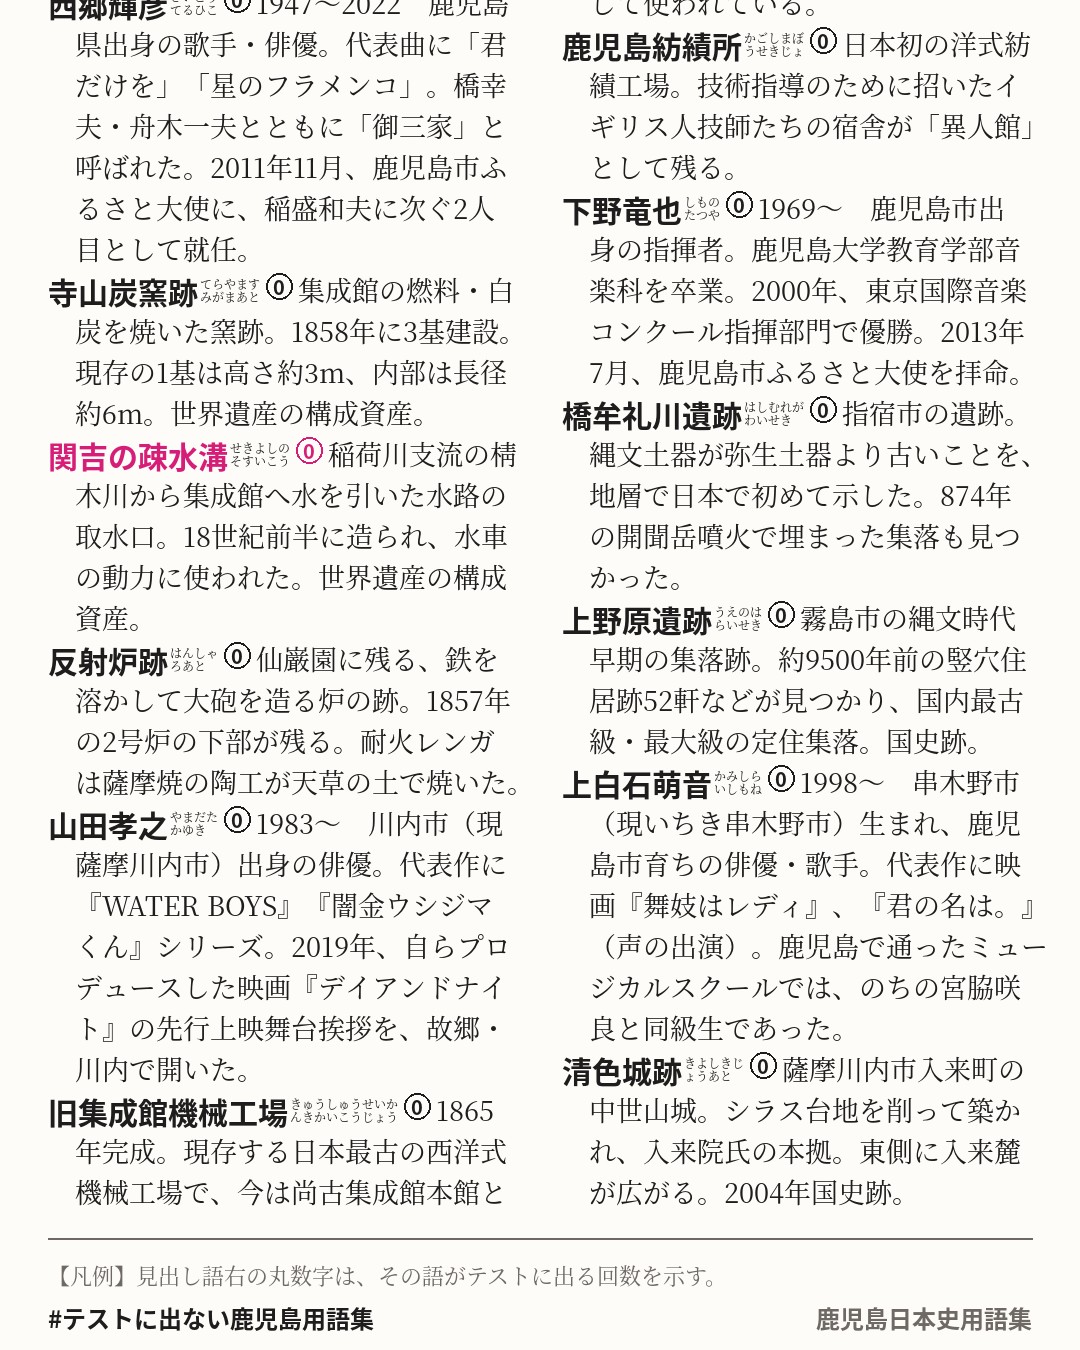 西郷輝彦 てるひこ ⓪1947〜2022　鹿児島
県出身の歌手・俳優。代表曲に「君
だけを」「星のフラメンコ」。橋幸
夫・舟木一夫とともに「御三家」と
呼ばれた。2011年11月、鹿児島市ふ
るさと大使に、稲盛和夫に次ぐ2人
目として就任。
寺山炭窯跡 てらやます みがまあと ⓪集成館の燃料・白
炭を焼いた窯跡。1858年に3基建設。
現存の1基は高さ約3m、内部は長径
約6m。世界遺産の構成資産。
関吉の疎水溝 せきよしの そすいこう ⓪稲荷川支流の棈
木川から集成館へ水を引いた水路の
取水口。18世紀前半に造られ、水車
の動力に使われた。世界遺産の構成
資産。
反射炉跡 はんしゃ ろあと ⓪仙巌園に残る、鉄を
溶かして大砲を造る炉の跡。1857年
の2号炉の下部が残る。耐火レンガ
は薩摩焼の陶工が天草の土で焼いた。
山田孝之 やまだた かゆき ⓪1983〜　川内市（現
薩摩川内市）出身の俳優。代表作に
『WATER BOYS』『闇金ウシジマ
くん』シリーズ。2019年、自らプロ
デュースした映画『デイアンドナイ
ト』の先行上映舞台挨拶を、故郷・
川内で開いた。
旧集成館機械工場 きゅうしゅうせいか んきかいこうじょう ⓪1865
年完成。現存する日本最古の西洋式
機械工場で、今は尚古集成館本館と
して使われている。
鹿児島紡績所 かごしまぼ うせきじょ ⓪日本初の洋式紡
績工場。技術指導のために招いたイ
ギリス人技師たちの宿舎が「異人館」
として残る。
下野竜也 しもの たつや ⓪1969〜　鹿児島市出
身の指揮者。鹿児島大学教育学部音
楽科を卒業。2000年、東京国際音楽
コンクール指揮部門で優勝。2013年
7月、鹿児島市ふるさと大使を拝命。
橋牟礼川遺跡 はしむれが わいせき ⓪指宿市の遺跡。
縄文土器が弥生土器より古いことを、
地層で日本で初めて示した。874年
の開聞岳噴火で埋まった集落も見つ
かった。
上野原遺跡 うえのは らいせき ⓪霧島市の縄文時代
早期の集落跡。約9500年前の竪穴住
居跡52軒などが見つかり、国内最古
級・最大級の定住集落。国史跡。
上白石萌音 かみしら いしもね ⓪1998〜　串木野市
（現いちき串木野市）生まれ、鹿児
島市育ちの俳優・歌手。代表作に映
画『舞妓はレディ』、『君の名は。』
（声の出演）。鹿児島で通ったミュー
ジカルスクールでは、のちの宮脇咲
良と同級生であった。
清色城跡 きよしきじ ょうあと ⓪薩摩川内市入来町の
中世山城。シラス台地を削って築か
れ、入来院氏の本拠。東側に入来麓
が広がる。2004年国史跡。
【凡例】見出し語右の丸数字は、その語がテストに出る回数を示す。
#テストに出ない鹿児島用語集
鹿児島日本史用語集